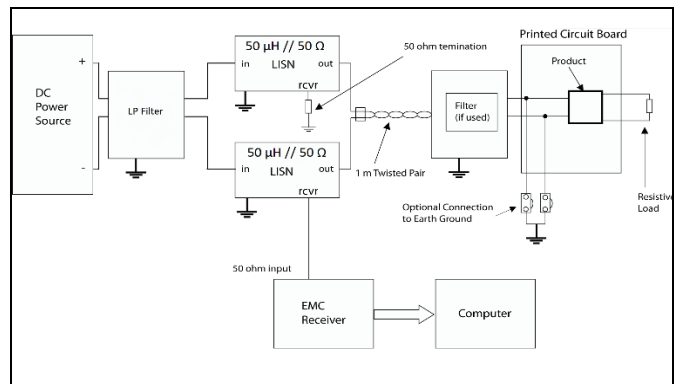 Printed Circuit Board
50 µH // 50 Ω
in LISN out
rcvr
50 ohm temination
Product
+
DC
Power
Source
-
LP Filter
Filter
(if used)
50 µH // 50 Ω
in LISN out
rcvr
1 m Twisted Pair
Optional Connection
to Earth Ground
Resistive
Load
50 ohm input
EMC
Receiver
Computer